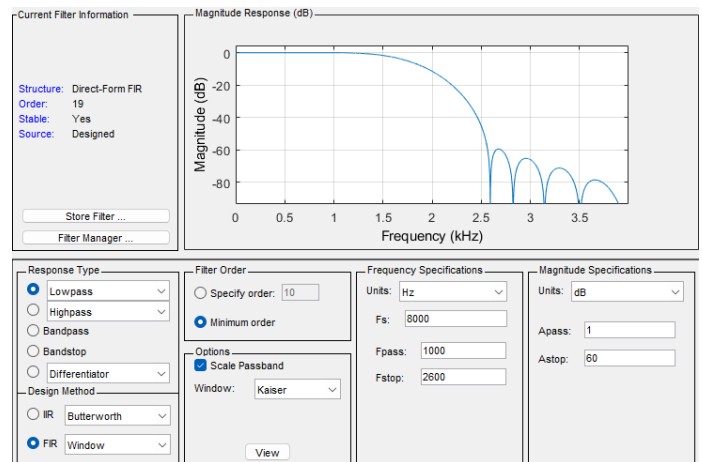 Current Filter Information
Structure: Direct-Form FIR
Order: 19
Stable: Yes
Source: Designed
Store Filter ...
Filter Manager ...
Magnitude Response (dB)
Magnitude (dB)
0
-20
-40
-60
-80
0 0.5 1 1.5 2 2.5 3 3.5
Frequency (kHz)
Response Type
Lowpass
Highpass
Bandpass
Bandstop
Differentiator
Design Method
IIR Butterworth
FIR Window
Filter Order
Specify order: 10
Minimum order
Options
Scale Passband
Window: Kaiser
View
Frequency Specifications
Units: Hz
Fs: 8000
Fpass: 1000
Fstop: 2600
Magnitude Specifications
Units: dB
Apass: 1
Astop: 60